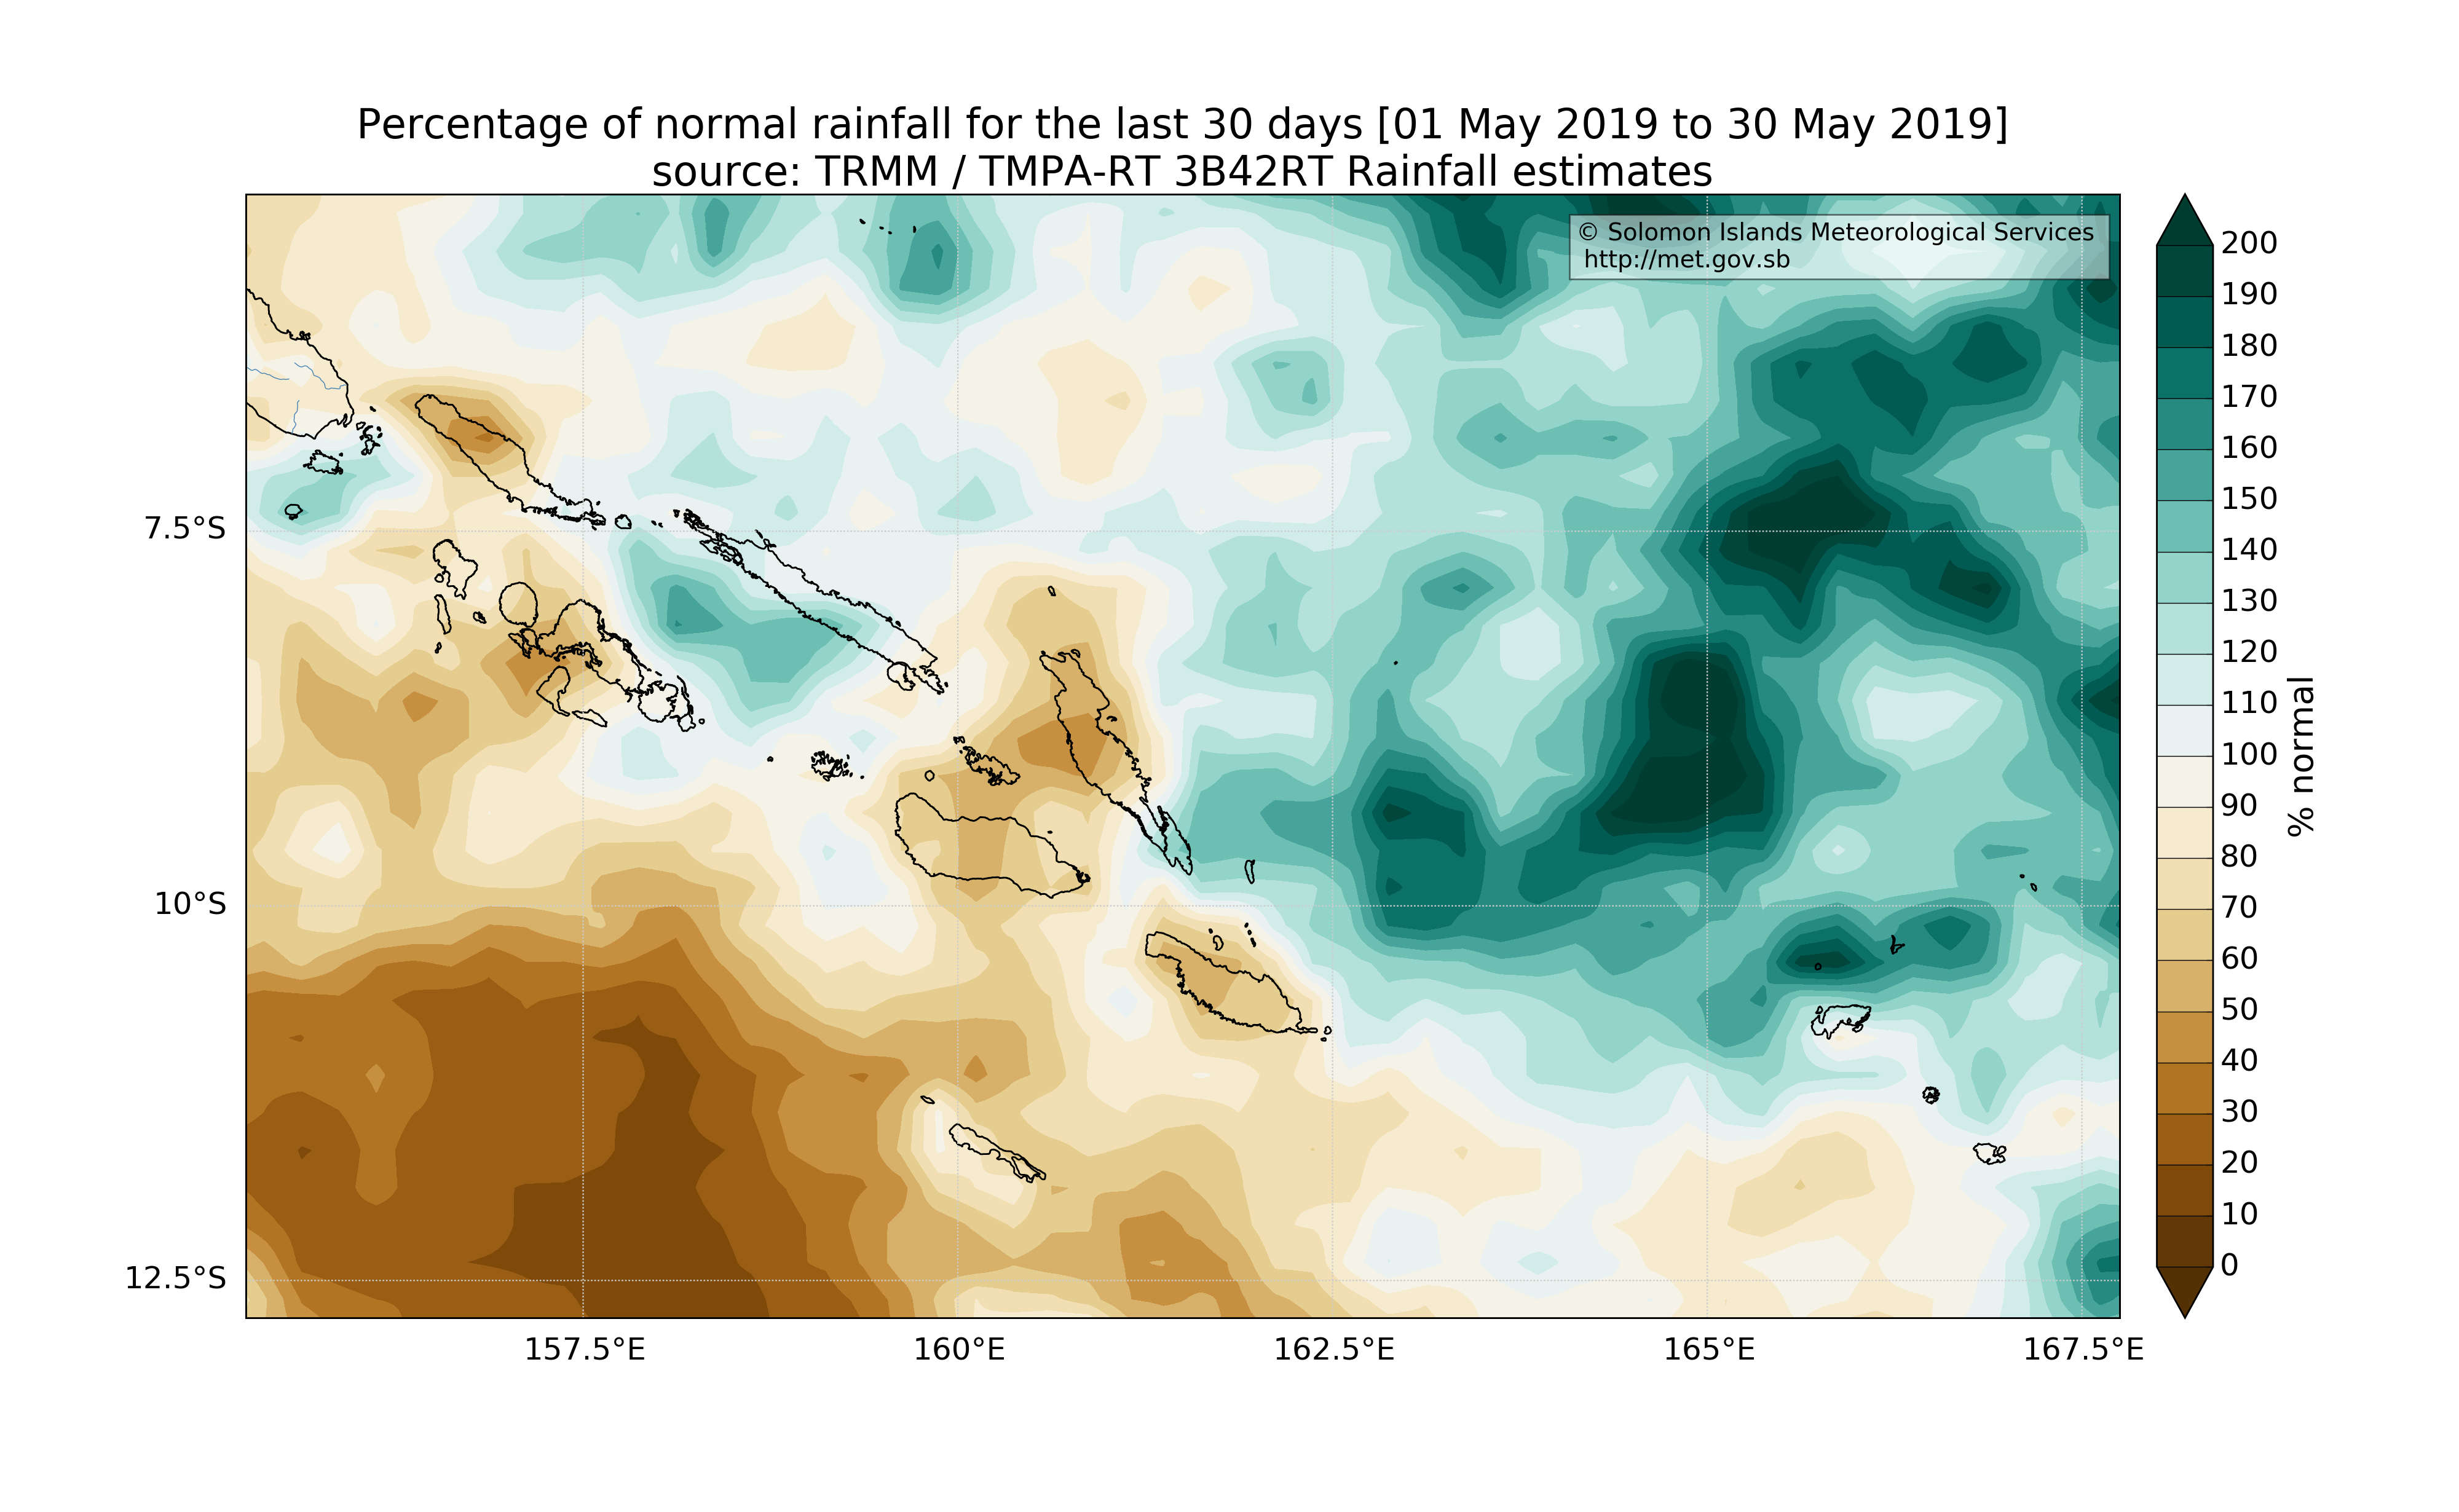 Percentage of normal rainfall for the last 30 days [01 May 2019 to 30 May 2019]
source: TRMM / TMPA-RT 3B42RT Rainfall estimates
© Solomon Islands Meteorological Services
http://met.gov.sb
7.5°S
10°S
12.5°S
157.5°E
160°E
162.5°E
165°E
167.5°E
200
190
180
170
160
150
140
130
120
110
100
90
80
70
60
50
40
30
20
10
0
% normal